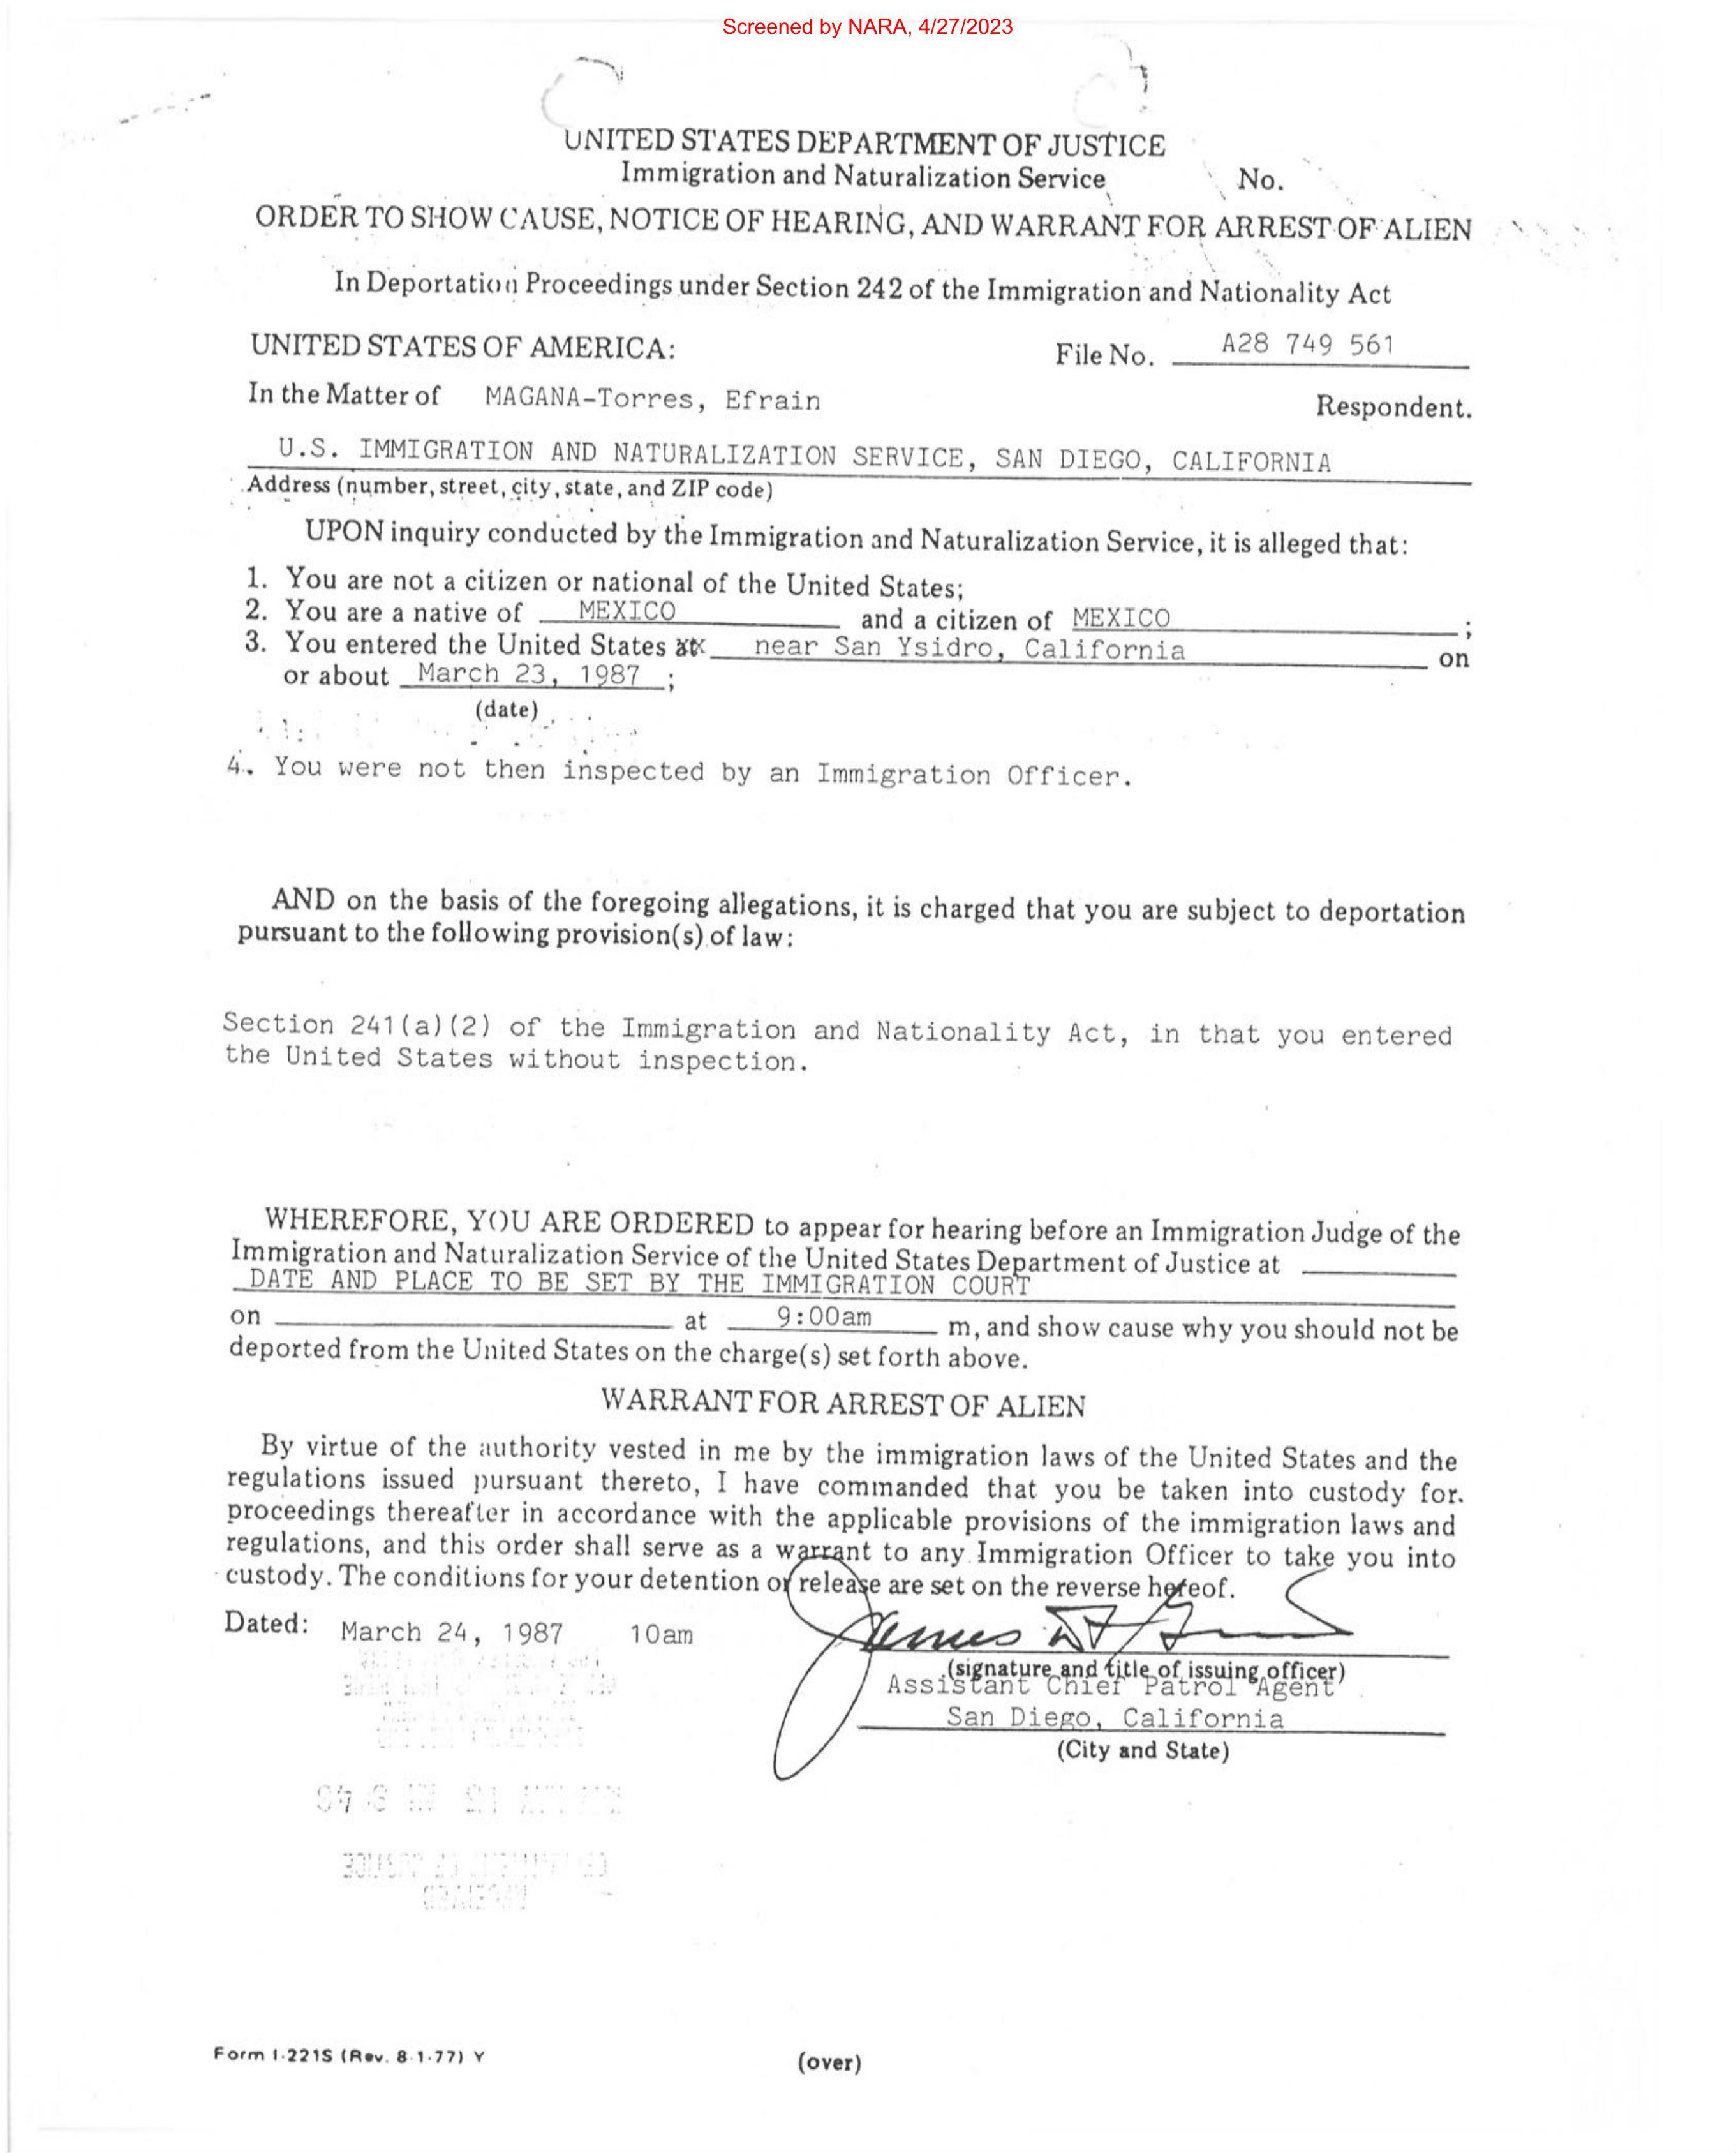 Screened by NARA, 4/27/2023
UNITED STATES DEPARTMENT OF JUSTICE
Immigration and Naturalization Service
No.
ORDER TO SHOW CAUSE, NOTICE OF HEARING, AND WARRANT FOR ARREST OF ALIEN
In Deportation Proceedings under Section 242 of the Immigration and Nationality Act
UNITED STATES OF AMERICA:
File No. A28 749 561
In the Matter of MAGANA-Torres, Efrain
Respondent.
U.S. IMMIGRATION AND NATURALIZATION SERVICE, SAN DIEGO, CALIFORNIA
Address (number, street, city, state, and ZIP code)
UPON inquiry conducted by the Immigration and Naturalization Service, it is alleged that:
1. You are not a citizen or national of the United States;
2. You are a native of MEXICO and a citizen of MEXICO ;
3. You entered the United States near San Ysidro, California on
or about March 23, 1987 ;
(date)
4. You were not then inspected by an Immigration Officer.
AND on the basis of the foregoing allegations, it is charged that you are subject to deportation
pursuant to the following provision(s) of law:
Section 241(a)(2) of the Immigration and Nationality Act, in that you entered
the United States without inspection.
WHEREFORE, YOU ARE ORDERED to appear for hearing before an Immigration Judge of the
Immigration and Naturalization Service of the United States Department of Justice at
DATE AND PLACE TO BE SET BY THE IMMIGRATION COURT
on at 9:00am m, and show cause why you should not be
deported from the United States on the charge(s) set forth above.
WARRANT FOR ARREST OF ALIEN
By virtue of the authority vested in me by the immigration laws of the United States and the
regulations issued pursuant thereto, I have commanded that you be taken into custody for.
proceedings thereafter in accordance with the applicable provisions of the immigration laws and
regulations, and this order shall serve as a warrant to any Immigration Officer to take you into
custody. The conditions for your detention or release are set on the reverse hereof.
Dated: March 24, 1987 10am
James
(signature and title of issuing officer)
Assistant Chief Patrol Agent
San Diego, California
(City and State)
Form I-221S (Rev. 8-1-77) Y
(over)